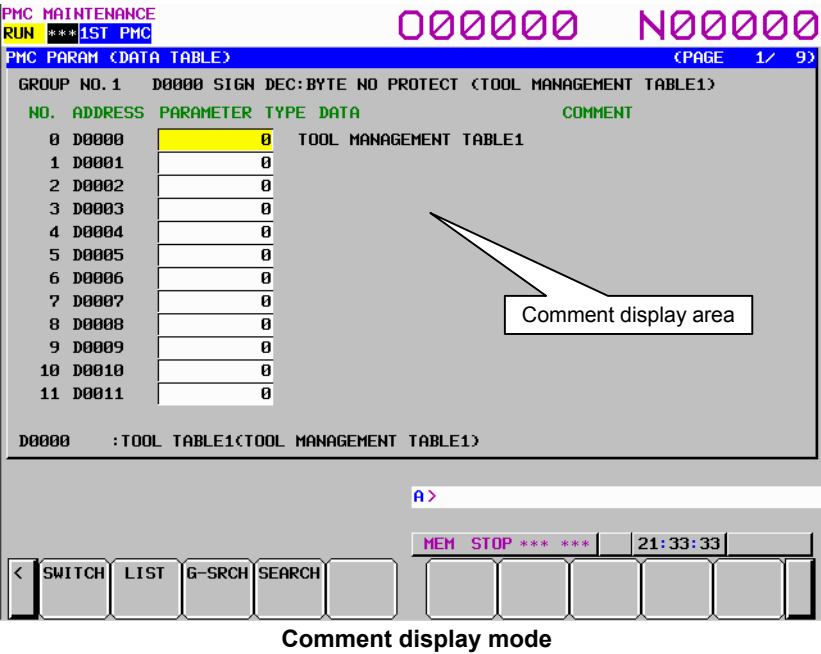 PMC MAINTENANCE O00000 N00000
RUN *** 1ST PMC
PMC PARAM (DATA TABLE) (PAGE 1/ 9)
GROUP NO.1 D0000 SIGN DEC:BYTE NO PROTECT (TOOL MANAGEMENT TABLE1)
NO. ADDRESS PARAMETER TYPE DATA COMMENT
0 D0000 0 TOOL MANAGEMENT TABLE1
1 D0001 0
2 D0002 0
3 D0003 0
4 D0004 0
5 D0005 0
6 D0006 0
7 D0007 0
Comment display area
8 D0008 0
9 D0009 0
10 D0010 0
11 D0011 0
D0000 :TOOL TABLE1(TOOL MANAGEMENT TABLE1)
A>
MEM STOP *** *** 21:33:33
< SWITCH LIST G-SRCH SEARCH
Comment display mode